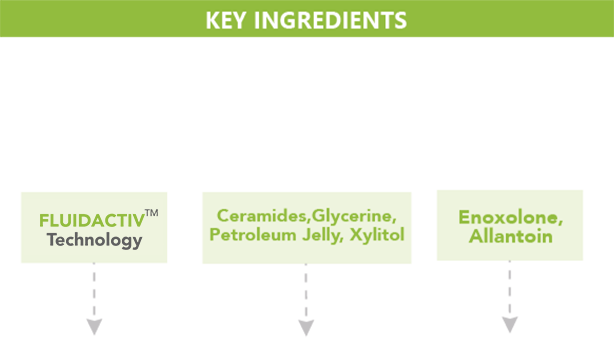 KEY INGREDIENTS
FLUIDACTIV™
Technology
Ceramides,Glycerine,
Petroleum Jelly, Xylitol
Enoxolone,
Allantoin